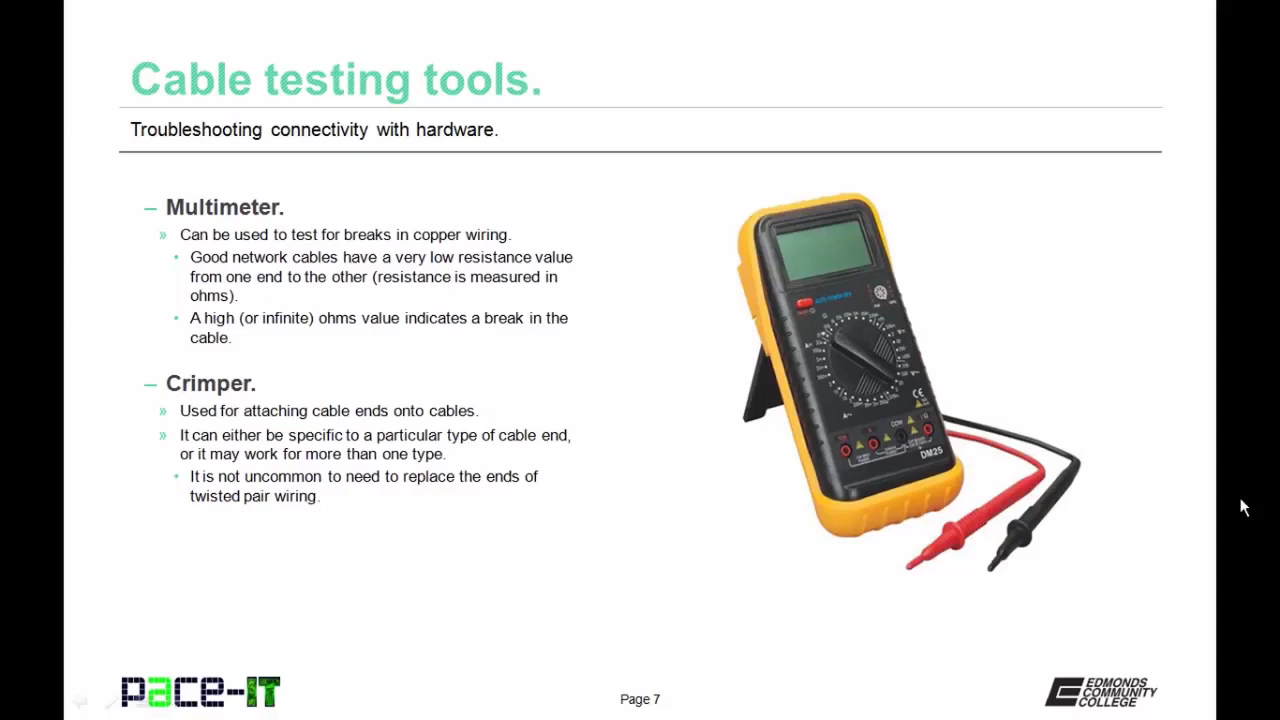 Cable testing tools.
Troubleshooting connectivity with hardware.
– Multimeter.
» Can be used to test for breaks in copper wiring.
• Good network cables have a very low resistance value
from one end to the other (resistance is measured in
ohms).
• A high (or infinite) ohms value indicates a break in the
cable.
– Crimper.
» Used for attaching cable ends onto cables.
» It can either be specific to a particular type of cable end,
or it may work for more than one type.
• It is not uncommon to need to replace the ends of
twisted pair wiring.
COM
DM25
pace-IT
Page 7
EDMONDS
COMMUNITY
COLLEGE